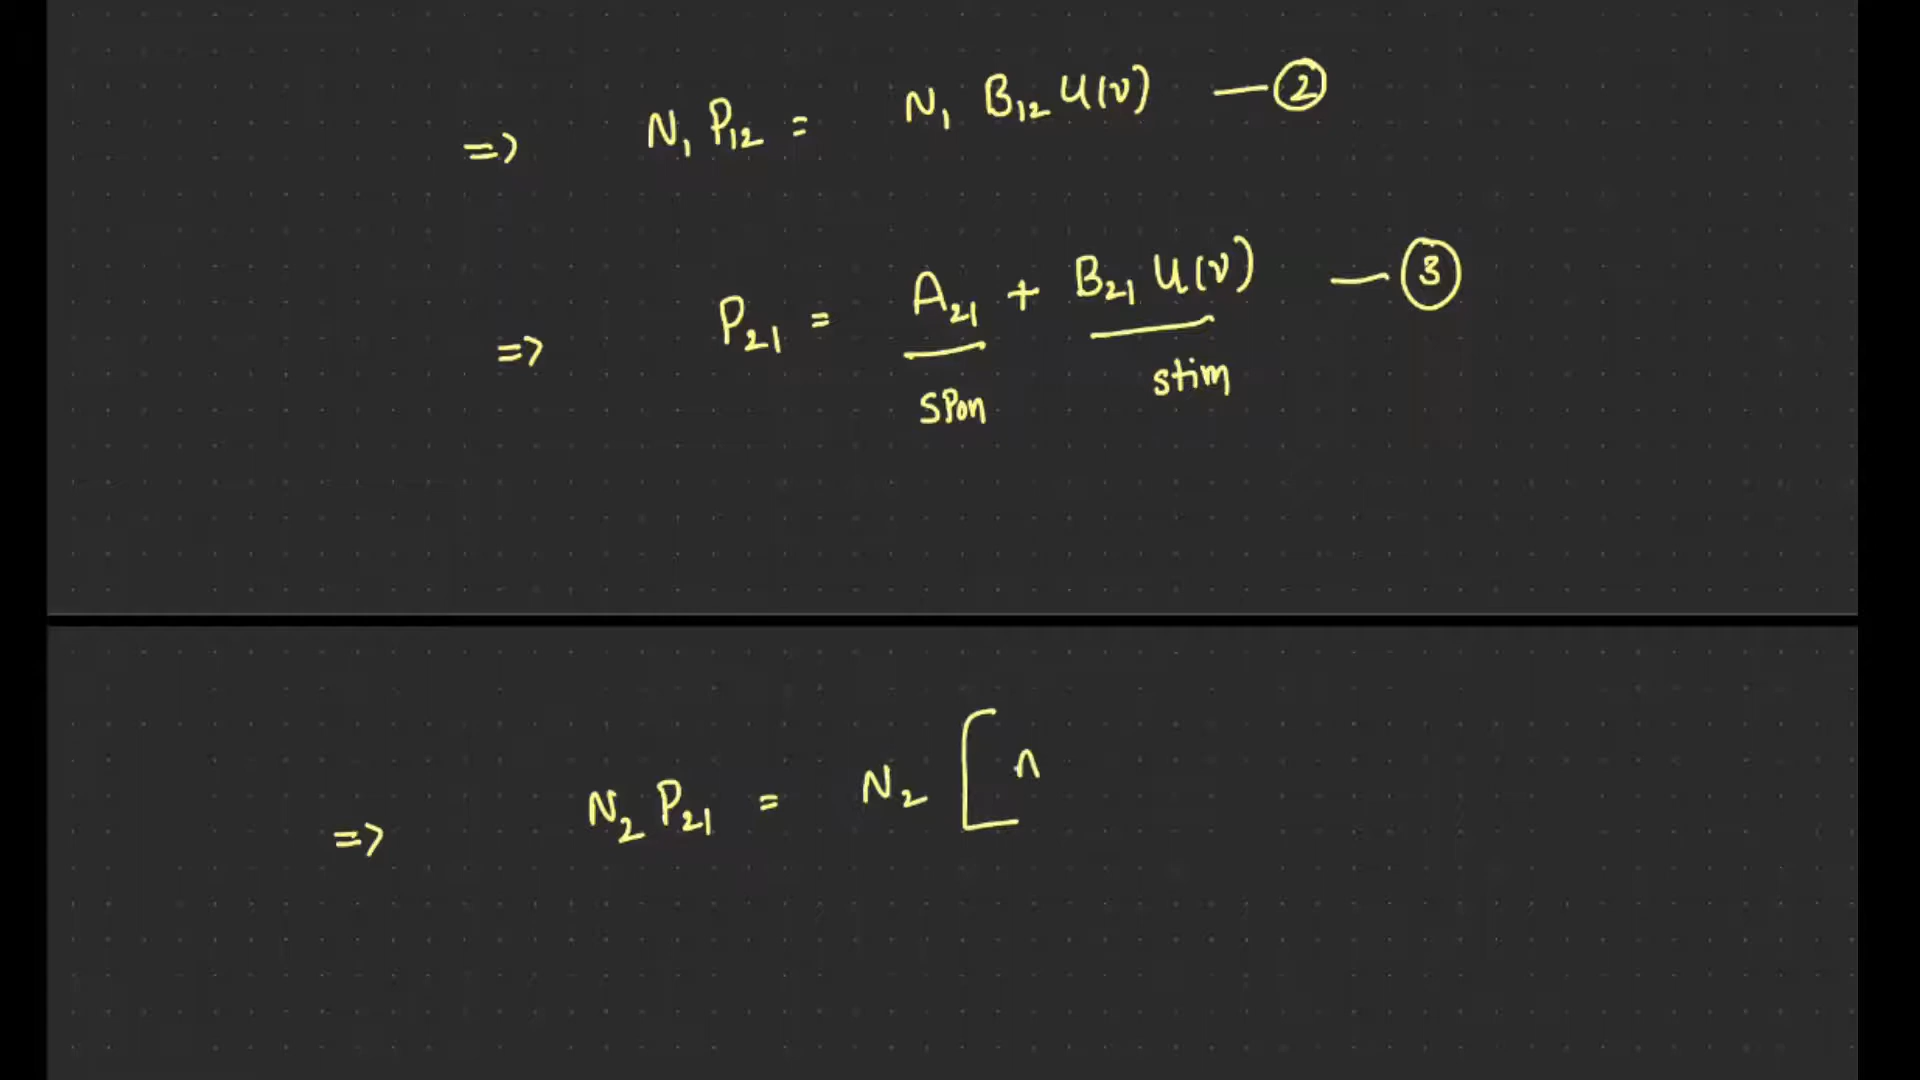 => N₁ P₁₂ = N₁ B₁₂ U(ν) — ②
=> P₂₁ = A₂₁ + B₂₁ U(ν) — ③
spon stim
=> N₂ P₂₁ = N₂ [